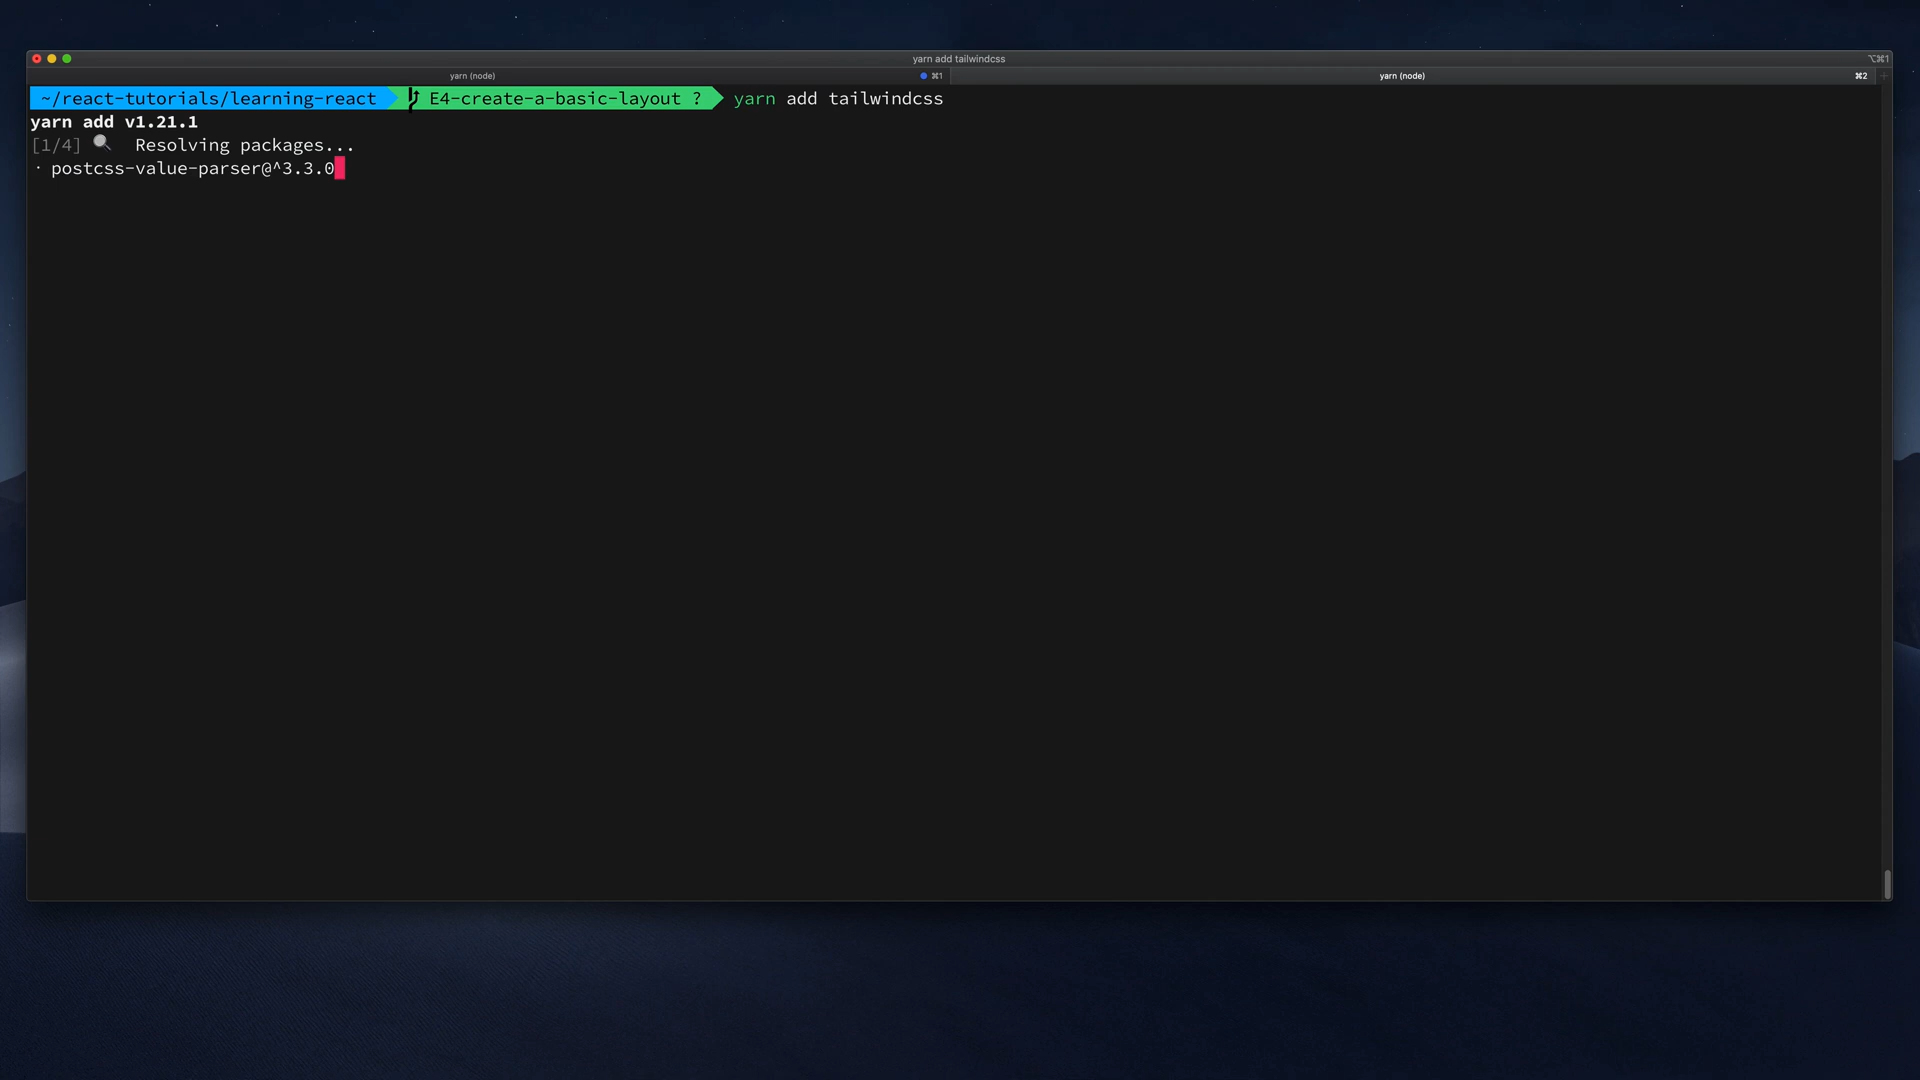 yarn add tailwindcss
⌥⌘1
yarn (node)
⌘1
yarn (node)
⌘2
~/react-tutorials/learning-react E4-create-a-basic-layout ? yarn add tailwindcss
yarn add v1.21.1
[1/4] 🔍 Resolving packages...
· postcss-value-parser@^3.3.0